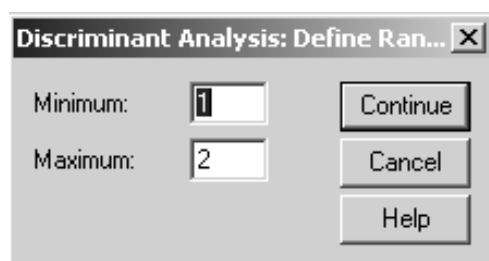 Discriminant Analysis: Define Ran...
Minimum: 1 Continue
Maximum: 2 Cancel
Help